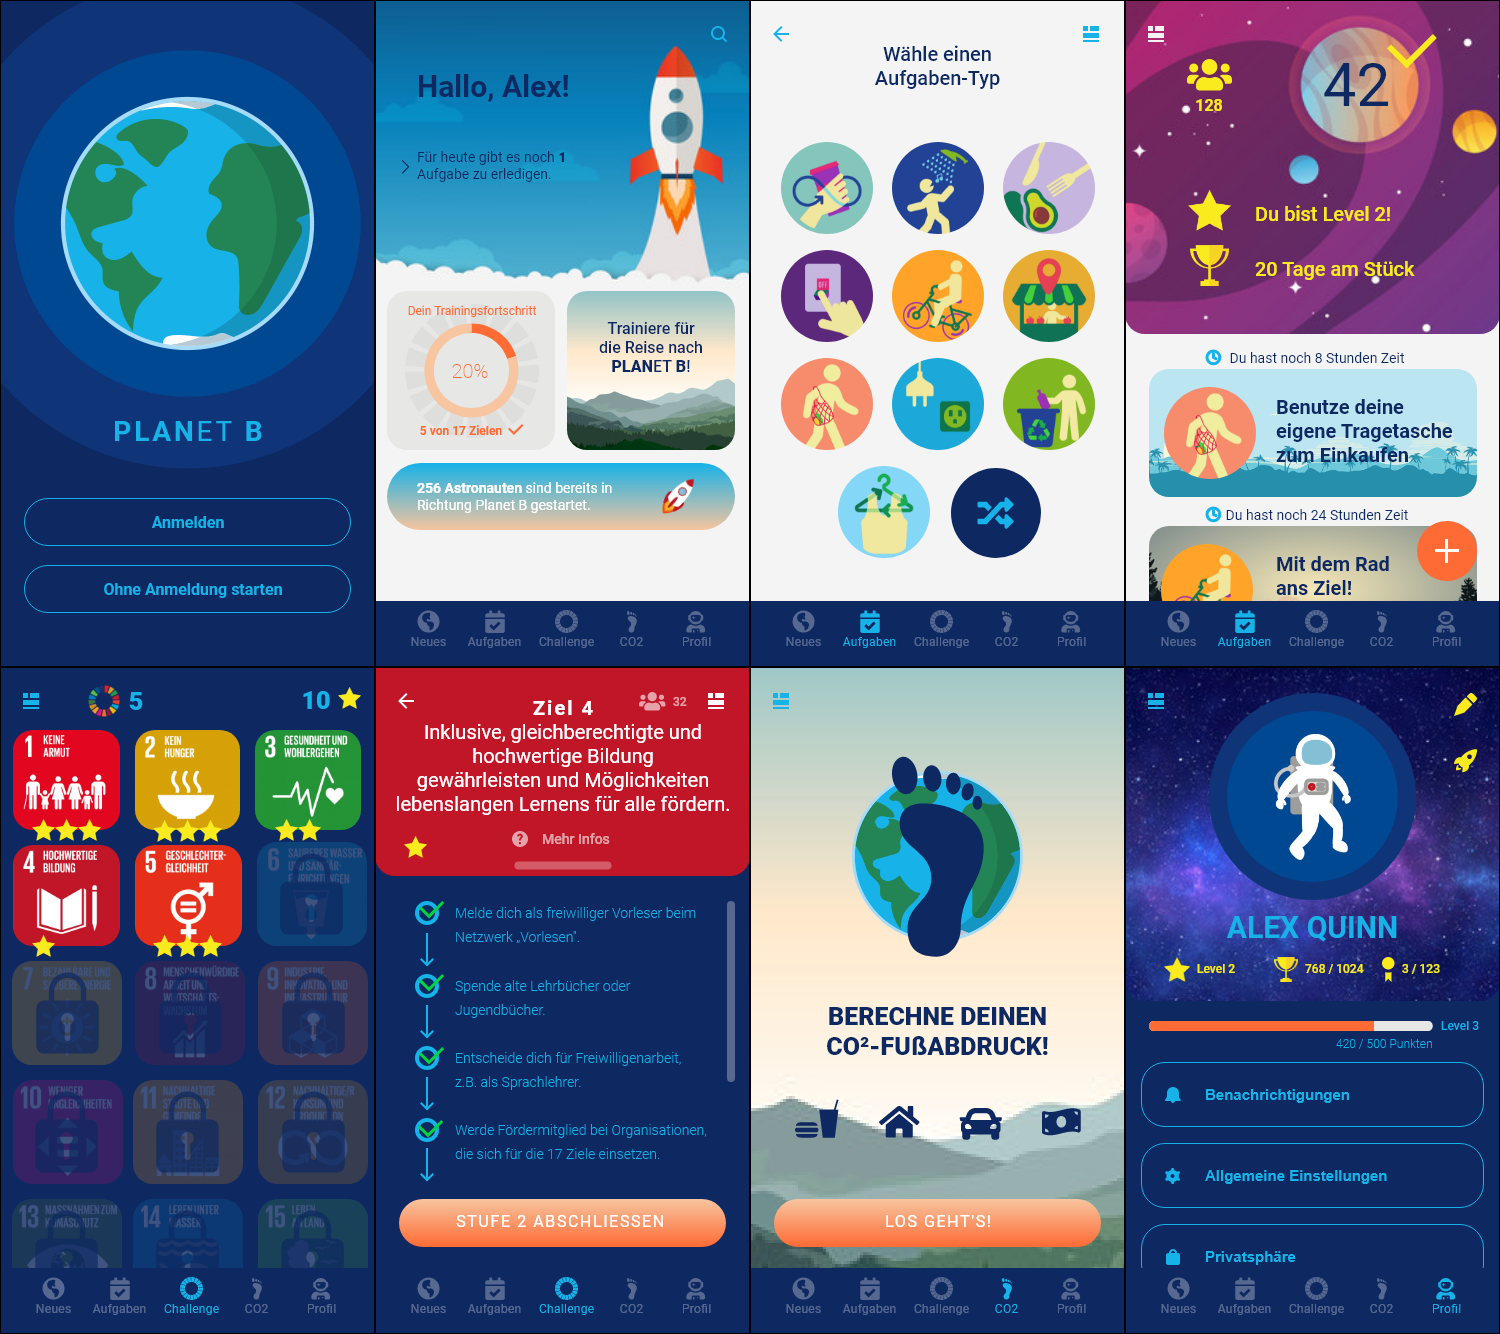 PLANET B
Anmelden
Ohne Anmeldung starten
Hallo, Alex!
Für heute gibt es noch 1
Aufgabe zu erledigen.
Dein Trainingsfortschritt
20%
5 von 17 Zielen
Trainiere für
die Reise nach
PLANET B!
256 Astronauten sind bereits in
Richtung Planet B gestartet.
Neues Aufgaben Challenge CO2 Profil
Wähle einen
Aufgaben-Typ
Neues Aufgaben Challenge CO2 Profil
128
42
Du bist Level 2!
20 Tage am Stück
Du hast noch 8 Stunden Zeit
Benutze deine
eigene Tragetasche
zum Einkaufen
Du hast noch 24 Stunden Zeit
Mit dem Rad
ans Ziel!
Neues Aufgaben Challenge CO2 Profil
5
10
1 KEINE
ARMUT
2 KEIN
HUNGER
3 GESUNDHEIT UND
WOHLERGEHEN
4 HOCHWERTIGE
BILDUNG
5 GESCHLECHTER-
GLEICHHEIT
6 SAUBERES WASSER
UND SANITÄR-
EINRICHTUNGEN
7 BEZAHLBARE UND
SAUBERE ENERGIE
8 MENSCHENWÜRDIGE
ARBEIT UND
WIRTSCHAFTS-
WACHSTUM
9 INDUSTRIE,
INNOVATION UND
INFRASTRUKTUR
10 WENIGER
UNGLEICHHEITEN
11 NACHHALTIGE
STÄDTE UND
GEMEINDEN
12 NACHHALTIGE/R
KONSUM UND
PRODUKTION
13 MASSNAHMEN ZUM
KLIMASCHUTZ
14 LEBEN UNTER
WASSER
15 LEBEN
AN LAND
Neues Aufgaben Challenge CO2 Profil
Ziel 4
32
Inklusive, gleichberechtigte und
hochwertige Bildung
gewährleisten und Möglichkeiten
lebenslangen Lernens für alle fördern.
Mehr Infos
Melde dich als freiwilliger Vorleser beim
Netzwerk „Vorlesen".
Spende alte Lehrbücher oder
Jugendbücher.
Entscheide dich für Freiwilligenarbeit,
z.B. als Sprachlehrer.
Werde Fördermitglied bei Organisationen,
die sich für die 17 Ziele einsetzen.
STUFE 2 ABSCHLIESSEN
Neues Aufgaben Challenge CO2 Profil
BERECHNE DEINEN
CO²-FUßABDRUCK!
LOS GEHT'S!
Neues Aufgaben Challenge CO2 Profil
ALEX QUINN
Level 2
768 / 1024
3 / 123
Level 3
420 / 500 Punkten
Benachrichtigungen
Allgemeine Einstellungen
Privatsphäre
Neues Aufgaben Challenge CO2 Profil